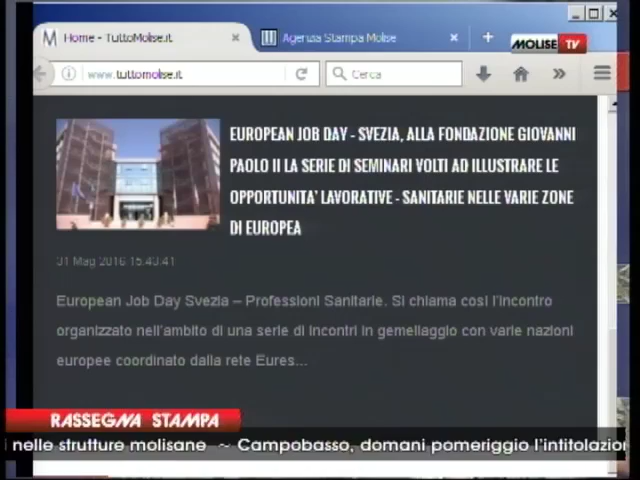 Home - TuttoMolise.it
Agenzia Stampa Molise
MOLISE TV
www.tuttomolise.it
Cerca
EUROPEAN JOB DAY - SVEZIA, ALLA FONDAZIONE GIOVANNI
PAOLO II LA SERIE DI SEMINARI VOLTI AD ILLUSTRARE LE
OPPORTUNITA' LAVORATIVE - SANITARIE NELLE VARIE ZONE
DI EUROPEA
31 Mag 2016 15:43:41
European Job Day Svezia – Professioni Sanitarie. Si chiama così l'incontro
organizzato nell'ambito di una serie di incontri in gemellaggio con varie nazioni
europee coordinato dalla rete Eures...
RASSEGNA STAMPA
i nelle strutture molisane ~ Campobasso, domani pomeriggio l'intitolazion